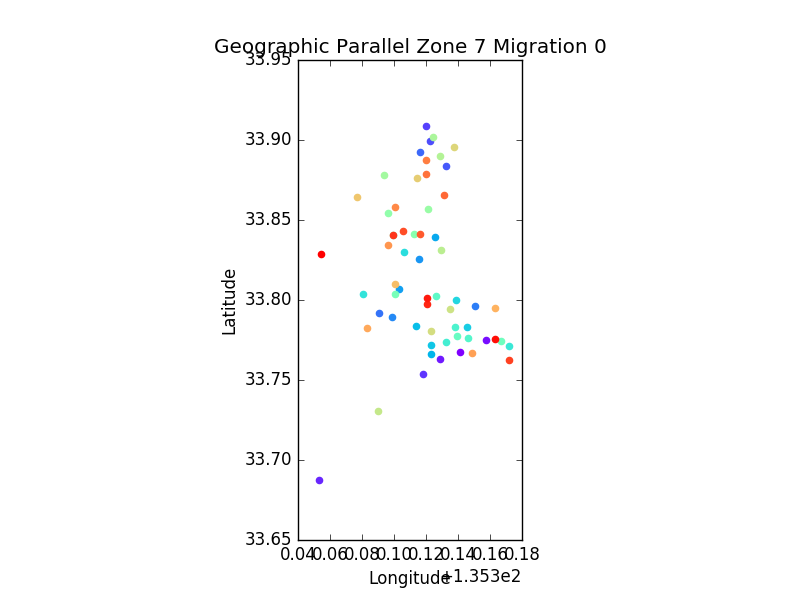 Geographic Parallel Zone 7 Migration 0
33.95
33.90
33.85
33.80
33.75
33.70
33.65
Latitude
0.04 0.06 0.08 0.10 0.12 0.14 0.16 0.18
Longitude
+1.353e2